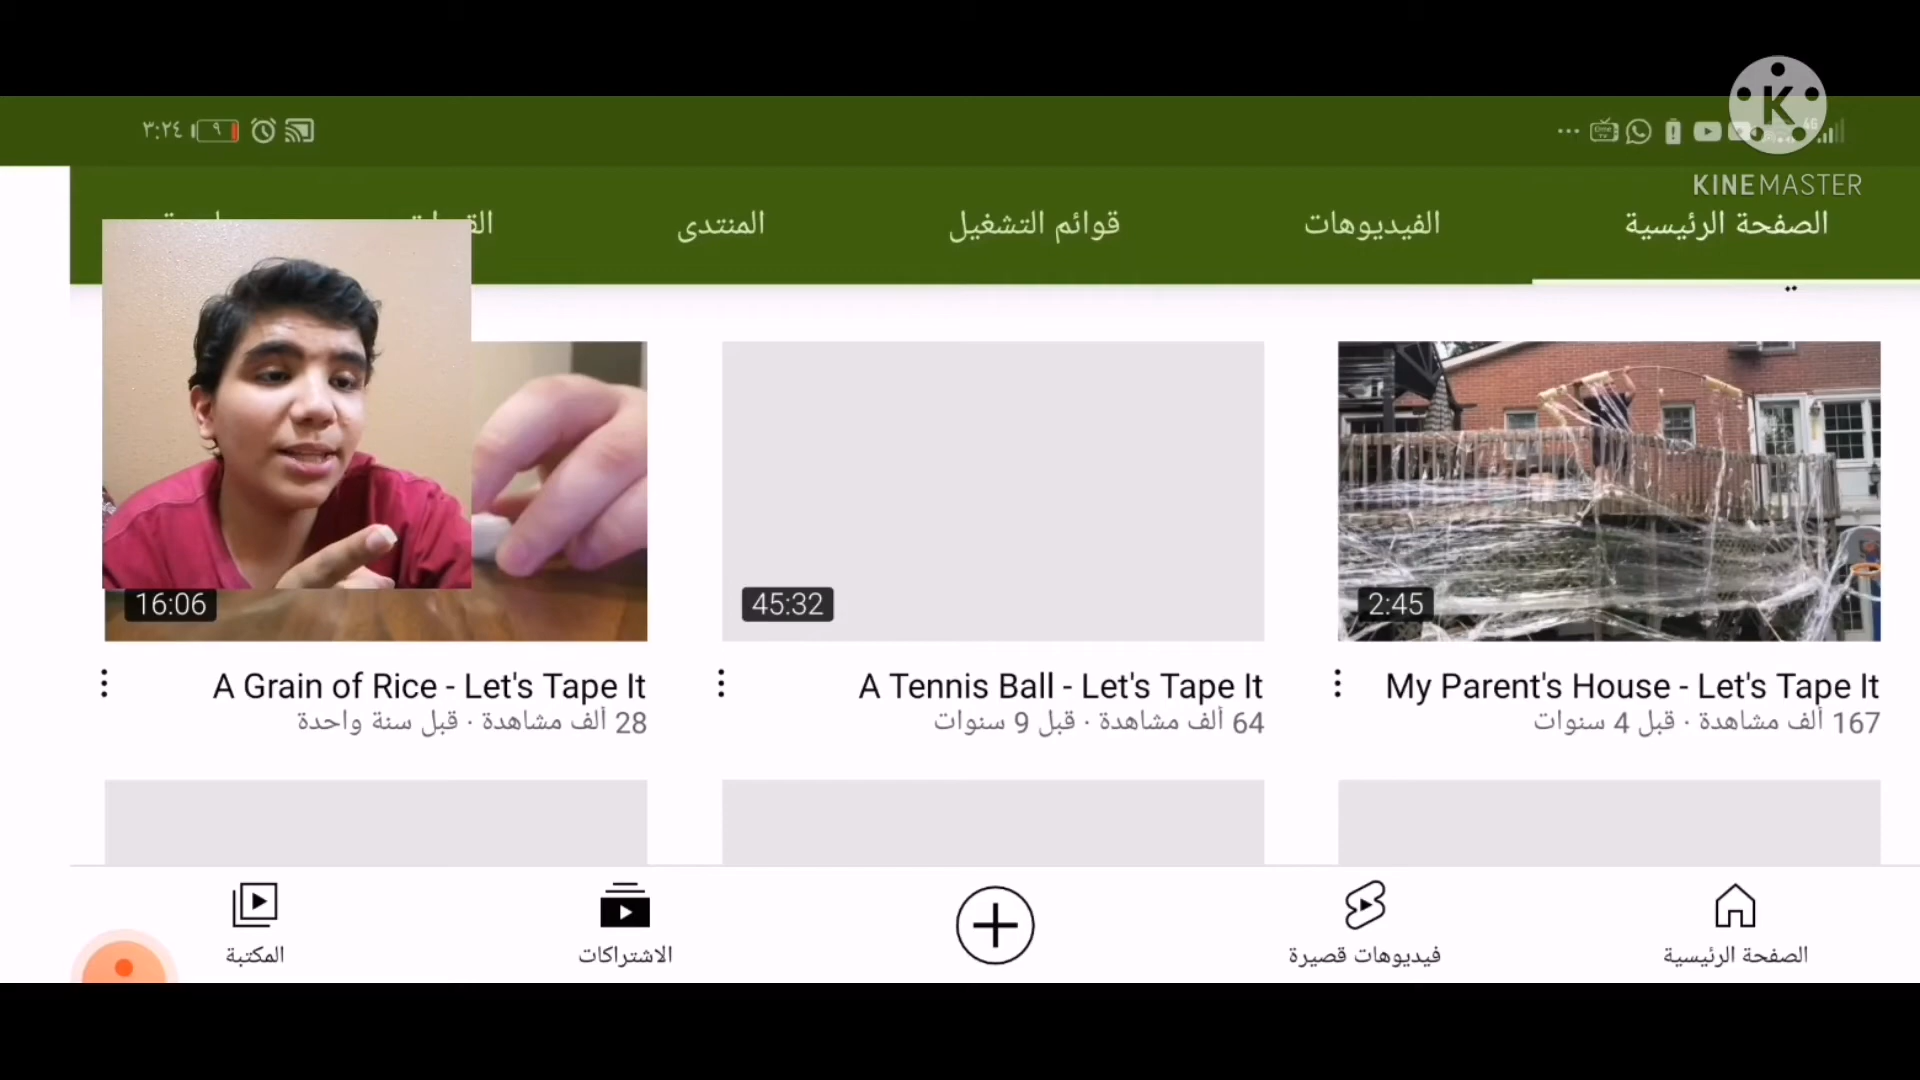 ٣:٢٤
٩
4G
KINEMASTER
الصفحة الرئيسية
الفيديوهات
قوائم التشغيل
المنتدى
16:06
45:32
2:45
My Parent's House - Let's Tape It
167 ألف مشاهدة · قبل 4 سنوات
A Tennis Ball - Let's Tape It
64 ألف مشاهدة · قبل 9 سنوات
A Grain of Rice - Let's Tape It
28 ألف مشاهدة · قبل سنة واحدة
الصفحة الرئيسية
فيديوهات قصيرة
الاشتراكات
المكتبة